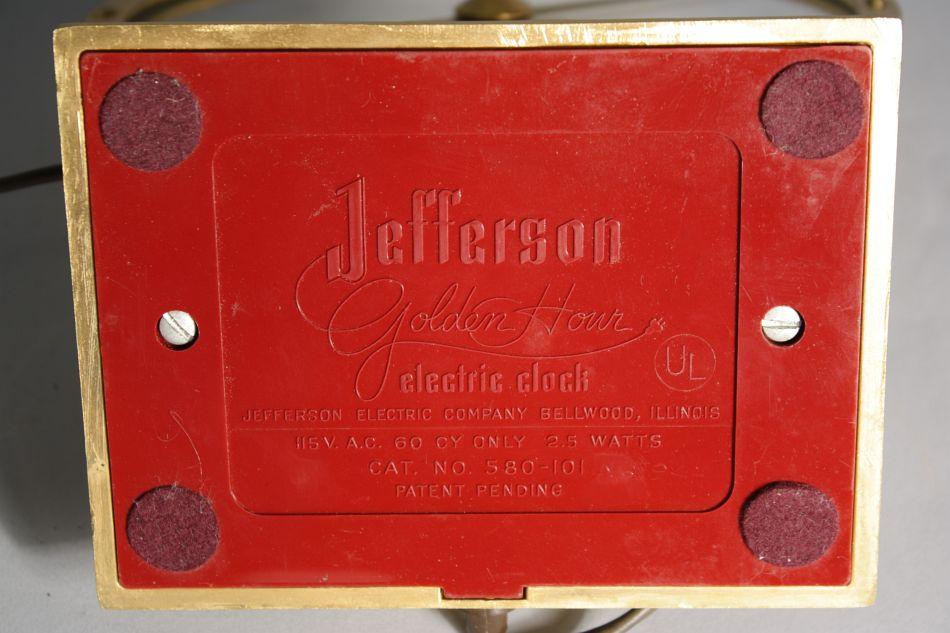 Jefferson
Golden Hour
electric clock
UL
JEFFERSON ELECTRIC COMPANY BELLWOOD, ILLINOIS
115 V. A.C. 60 CY ONLY 2.5 WATTS
CAT. NO. 580-101
PATENT PENDING